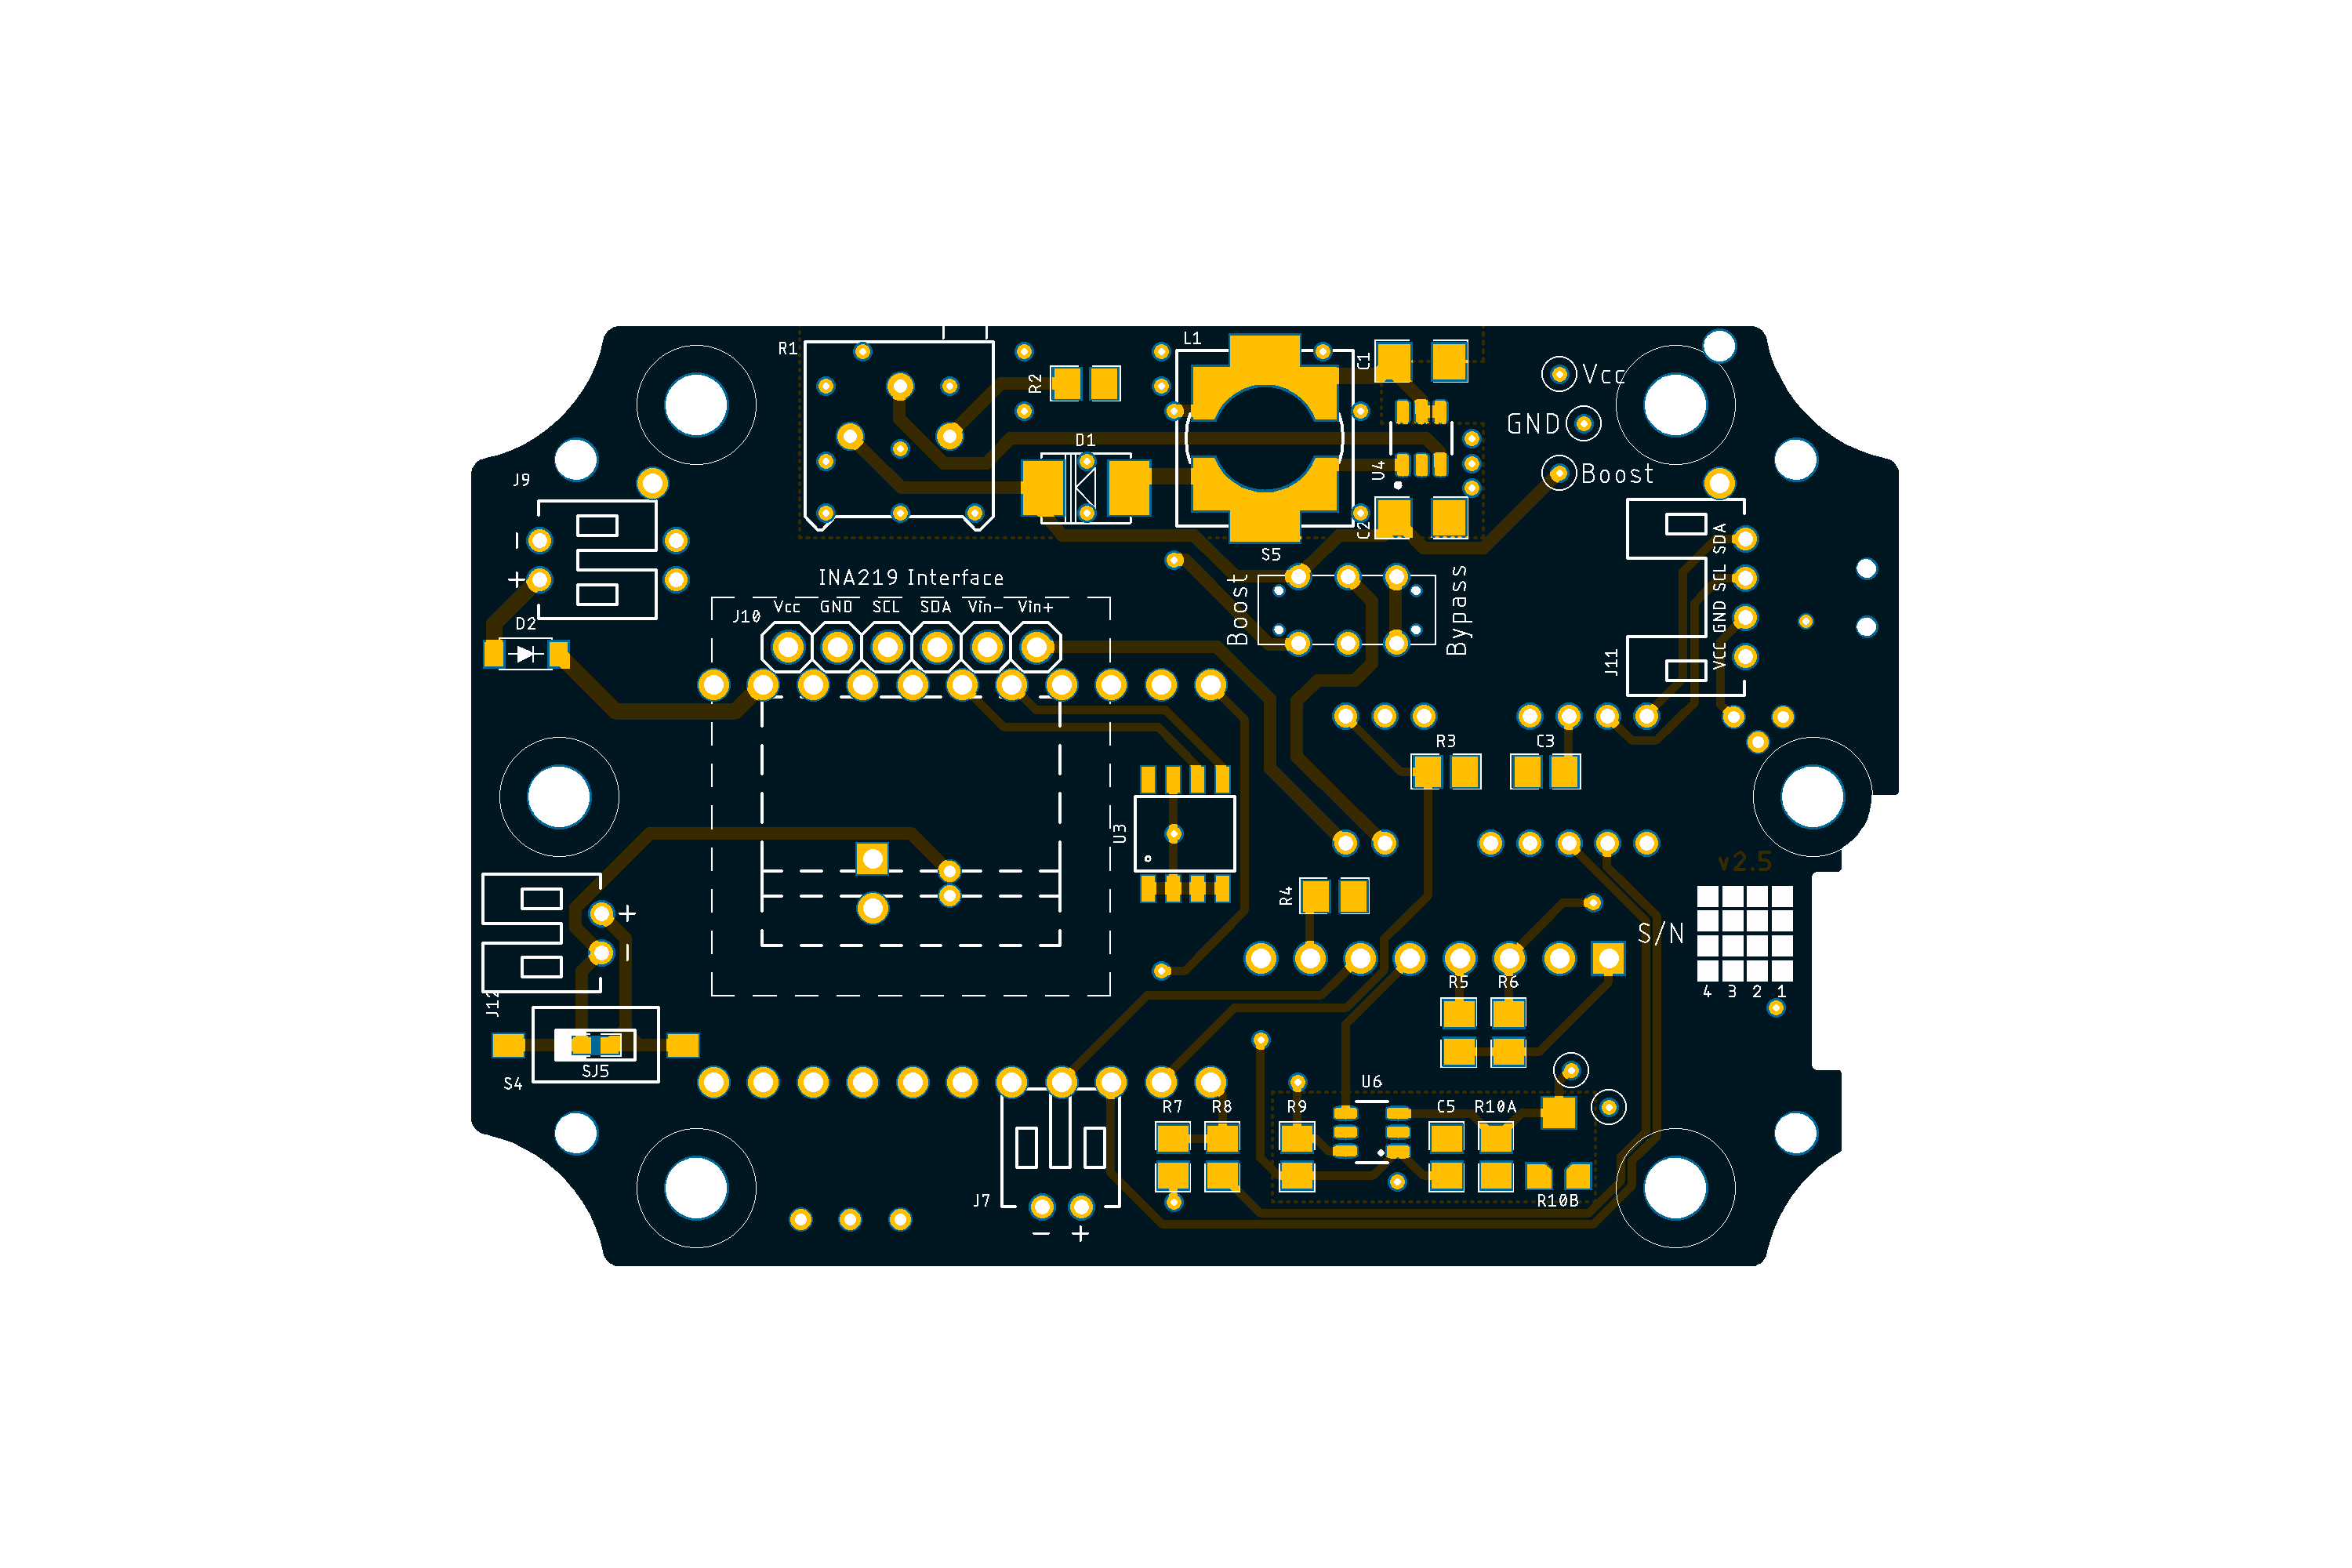 L1
R1
C1
Vcc
R2
GND
D1
U4
Boost
J9
-
+
C2
S5
SDA
SCL
GND
VCC
INA219 Interface
Boost
Bypass
J10
Vcc GND SCL SDA Vin- Vin+
D2
J11
R3
C3
U3
v2.5
R4
+
-
S/N
4 3 2 1
J12
R5 R6
SJ5
S4
U6
R7 R8 R9 C5 R10A
J7
R10B
- +